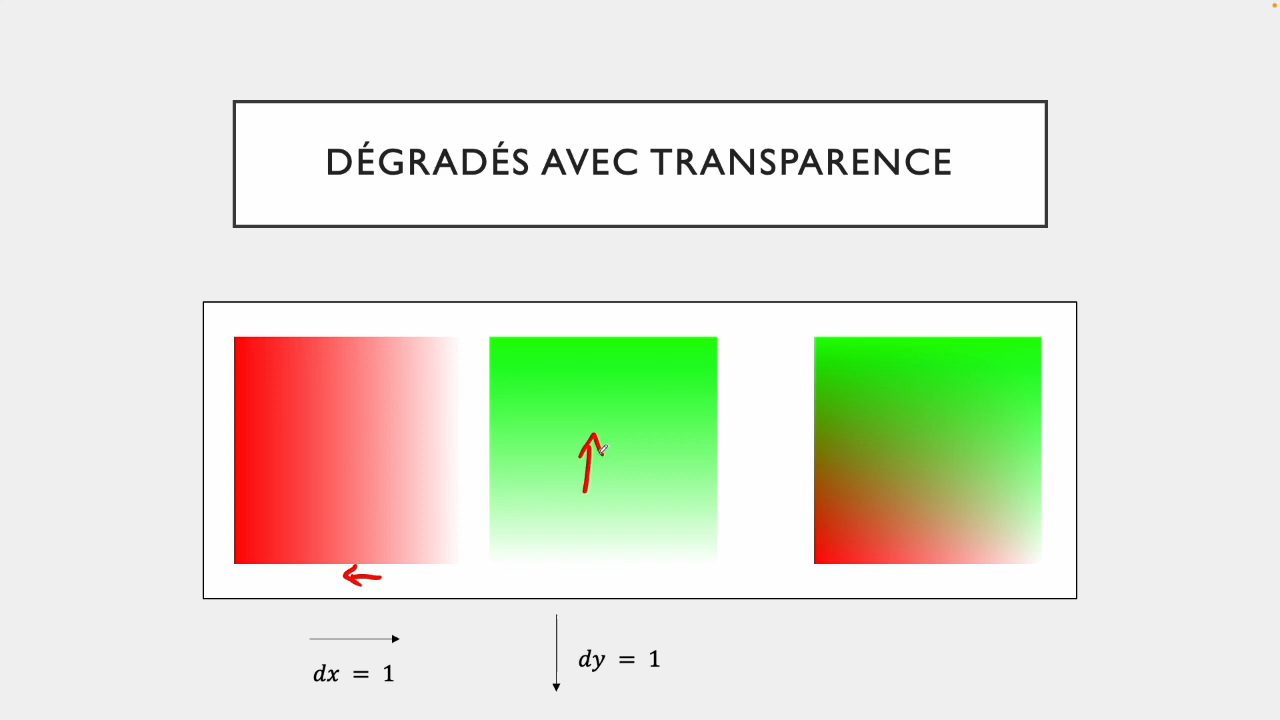 DÉGRADÉS AVEC TRANSPARENCE
dx = 1
dy = 1